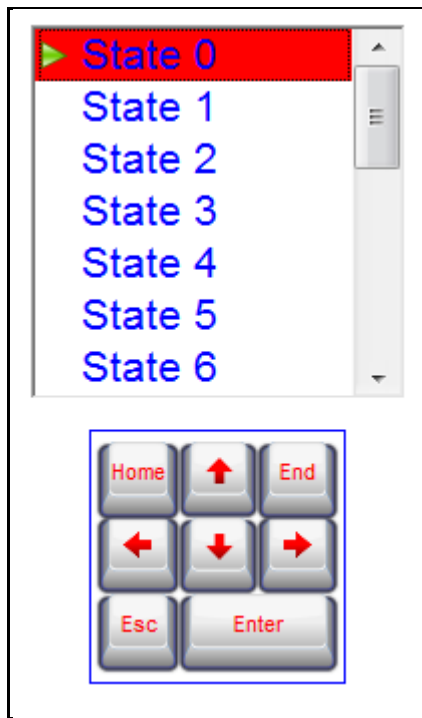 State 0
State 1
State 2
State 3
State 4
State 5
State 6
Home End
Esc Enter